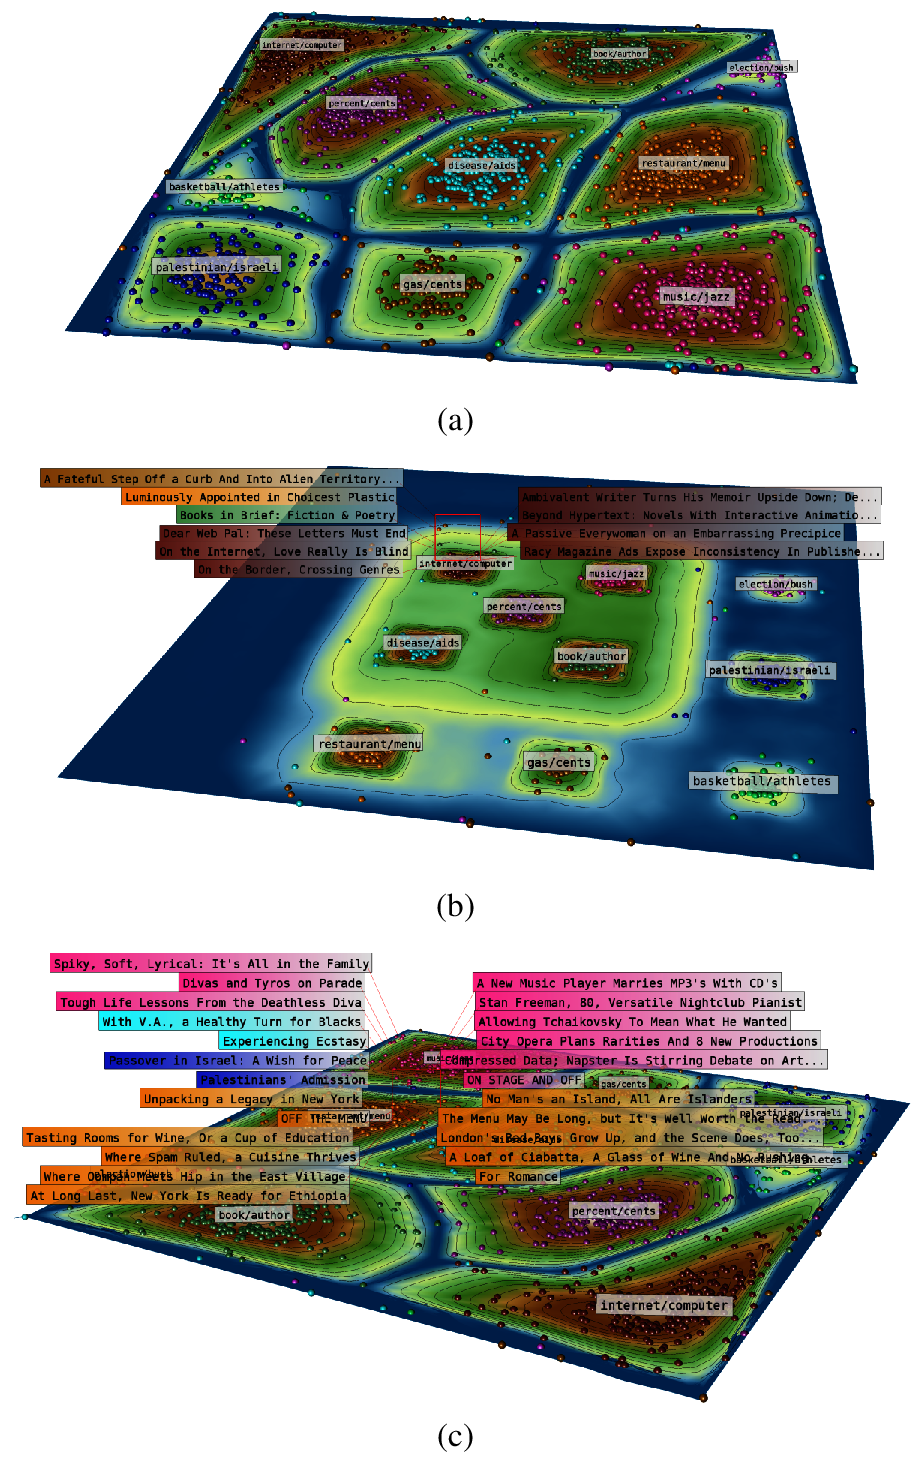 internet/computer
book/author
election/bush
percent/cents
disease/aids
restaurant/menu
basketball/athletes
palestinian/israeli
gas/cents
music/jazz
(a)
A Fateful Step Off a Curb And Into Alien Territory...
Luminously Appointed in Choicest Plastic
Books in Brief: Fiction & Poetry
Dear Web Pal: These Letters Must End
On the Internet, Love Really Is Blind
On the Border, Crossing Genres
Ambivalent Writer Turns His Memoir Upside Down; De...
Beyond Hypertext: Novels With Interactive Animatio...
A Passive Everywoman on an Embarrassing Precipice
Racy Magazine Ads Expose Inconsistency In Publishe...
internet/computer
music/jazz
election/bush
percent/cents
disease/aids
book/author
palestinian/israeli
restaurant/menu
gas/cents
basketball/athletes
(b)
Spiky, Soft, Lyrical: It's All in the Family
Divas and Tyros on Parade
Tough Life Lessons From the Deathless Diva
With V.A., a Healthy Turn for Blacks
Experiencing Ecstasy
Passover in Israel: A Wish for Peace
Palestinians' Admission
Unpacking a Legacy in New York
OFF THE MENU
Tasting Rooms for Wine, Or a Cup of Education
Where Spam Ruled, a Cuisine Thrives
Meets Hip in the East Village
At Long Last, New York Is Ready for Ethiopia
A New Music Player Marries MP3's With CD's
Stan Freeman, 80, Versatile Nightclub Pianist
Allowing Tchaikovsky To Mean What He Wanted
City Opera Plans Rarities And 8 New Productions
Compressed Data; Napster Is Stirring Debate on Art...
ON STAGE AND OFF
No Man's an Island, All Are Islanders
The Menu May Be Long, but It's Well Worth the Read
London's Bad Boys Grow Up, and the Scene Does, Too...
A Loaf of Ciabatta, A Glass of Wine And No Rushing
For Romance
gas/cents
restaurant/menu
palestinian/israeli
basketball/athletes
election/bush
book/author
percent/cents
internet/computer
(c)